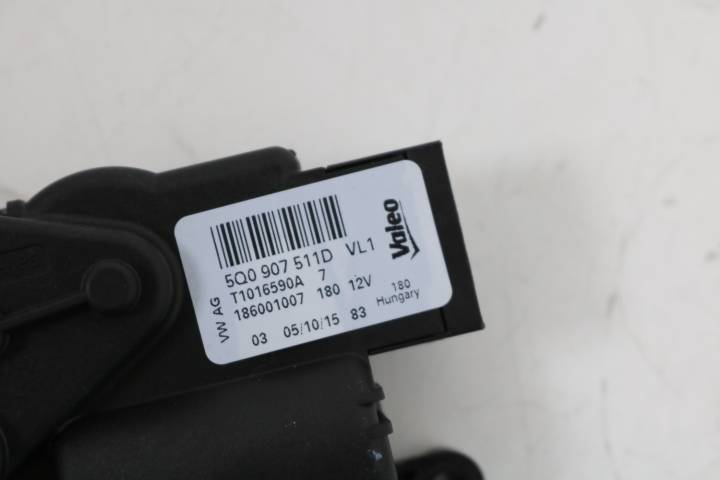 5Q0 907 511D VL1
T1016590A 7
186001007 180 12V
03 05/10/15 83
VW AG
Valeo
180
Hungary